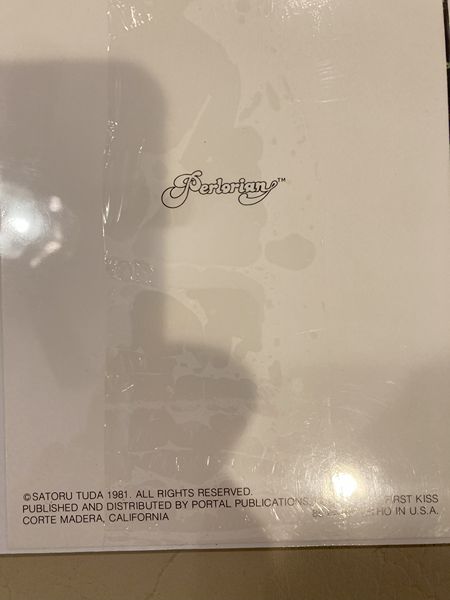 Perlorian™
©SATORU TUDA 1981. ALL RIGHTS RESERVED.
PUBLISHED AND DISTRIBUTED BY PORTAL PUBLICATIONS, FIRST KISS
CORTE MADERA, CALIFORNIA IN U.S.A.